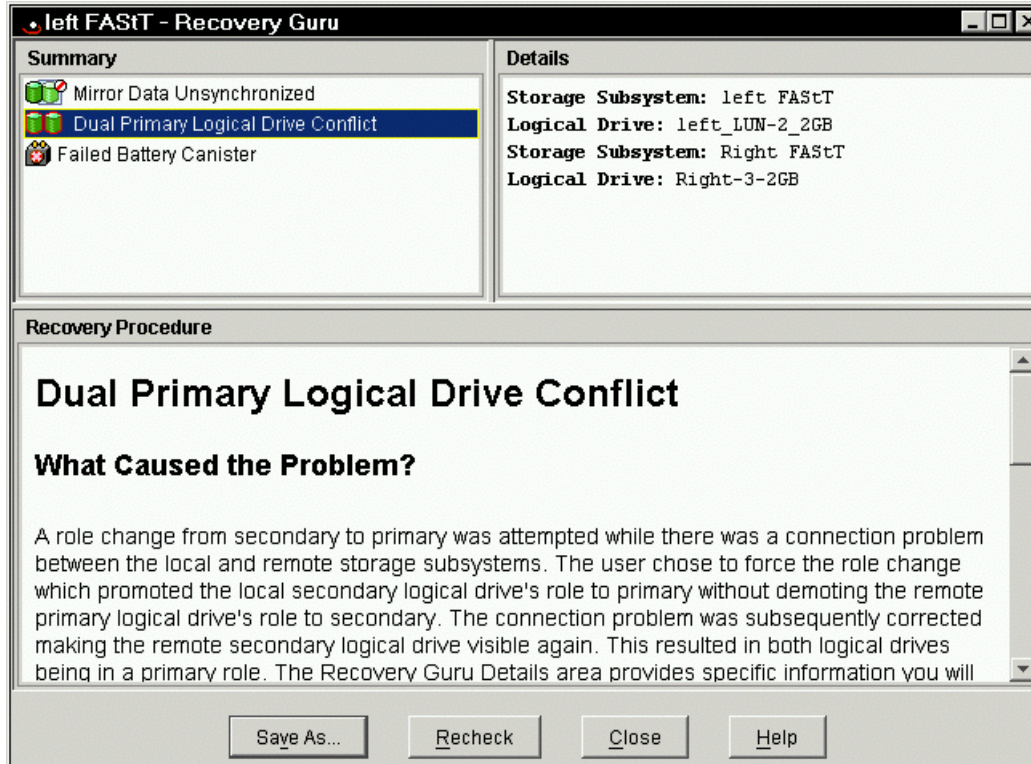 left FAStT - Recovery Guru
Summary
Mirror Data Unsynchronized
Dual Primary Logical Drive Conflict
Failed Battery Canister
Details
Storage Subsystem: left FAStT
Logical Drive: left_LUN-2_2GB
Storage Subsystem: Right FAStT
Logical Drive: Right-3-2GB
Recovery Procedure
Dual Primary Logical Drive Conflict
What Caused the Problem?
A role change from secondary to primary was attempted while there was a connection problem
between the local and remote storage subsystems. The user chose to force the role change
which promoted the local secondary logical drive's role to primary without demoting the remote
primary logical drive's role to secondary. The connection problem was subsequently corrected
making the remote secondary logical drive visible again. This resulted in both logical drives
being in a primary role. The Recovery Guru Details area provides specific information you will
Save As...
Recheck
Close
Help